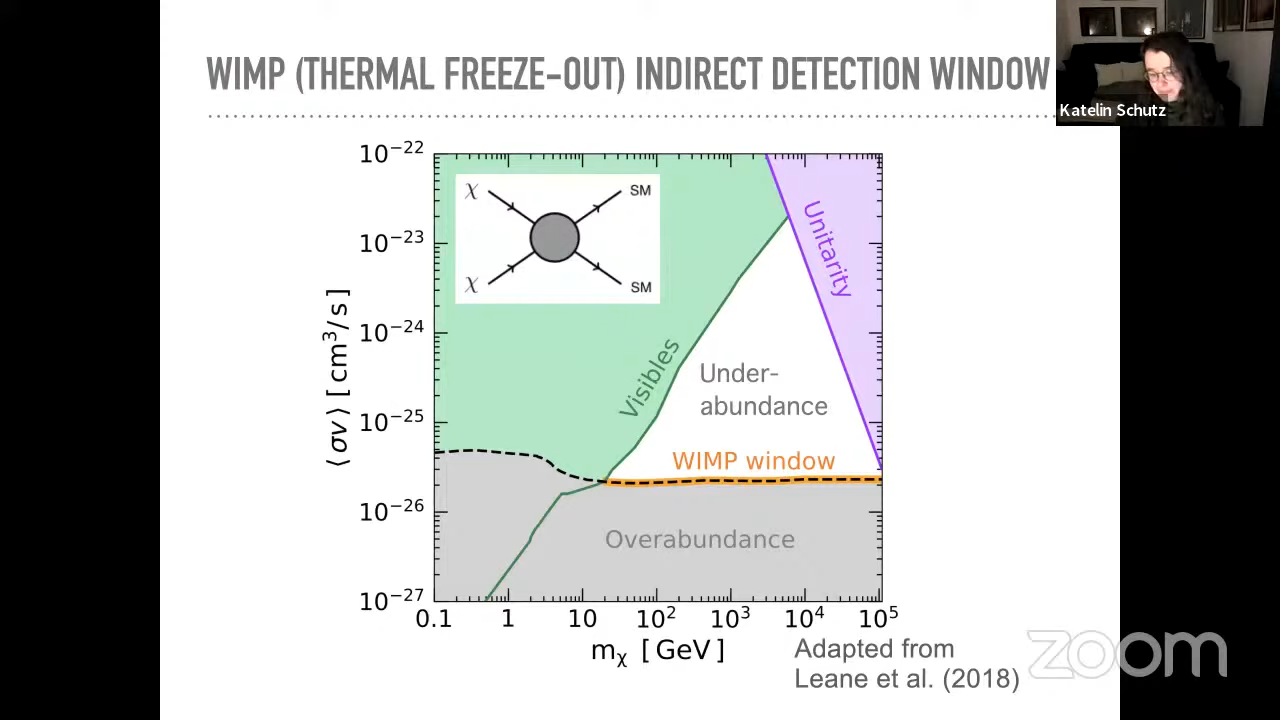 WIMP (THERMAL FREEZE-OUT) INDIRECT DETECTION WINDOW
Katelin Schutz
10⁻²²
10⁻²³
10⁻²⁴
10⁻²⁵
10⁻²⁶
10⁻²⁷
⟨σv⟩ [cm³/s]
χ
SM
χ
SM
Unitarity
Visibles
Under-
abundance
WIMP window
Overabundance
0.1 1 10 10² 10³ 10⁴ 10⁵
mχ [GeV]
Adapted from
Leane et al. (2018)
zoom